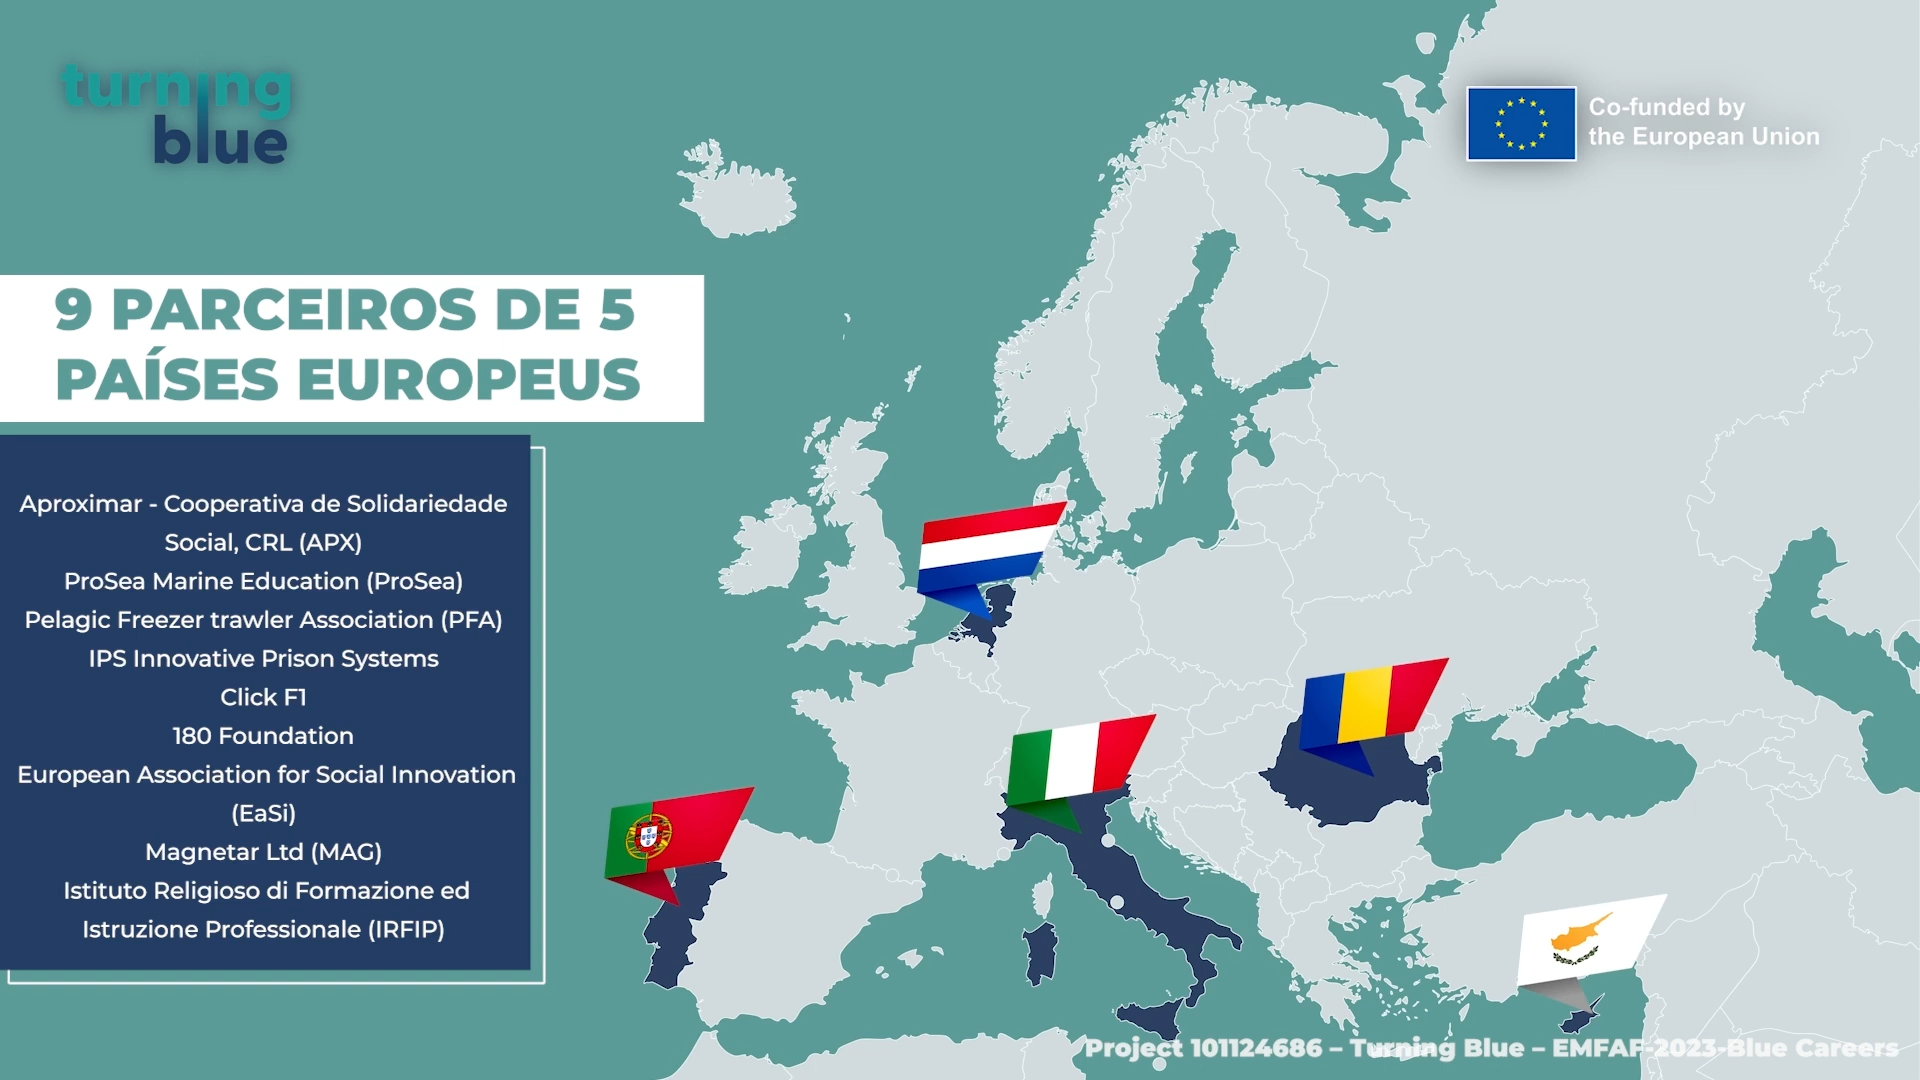 turning
blue
Co-funded by
the European Union
9 PARCEIROS DE 5
PAÍSES EUROPEUS
Aproximar - Cooperativa de Solidariedade
Social, CRL (APX)
ProSea Marine Education (ProSea)
Pelagic Freezer trawler Association (PFA)
IPS Innovative Prison Systems
Click F1
180 Foundation
European Association for Social Innovation
(EaSi)
Magnetar Ltd (MAG)
Istituto Religioso di Formazione ed
Istruzione Professionale (IRFIP)
Project 101124686 – Turning Blue – EMFAF-2023-Blue Careers